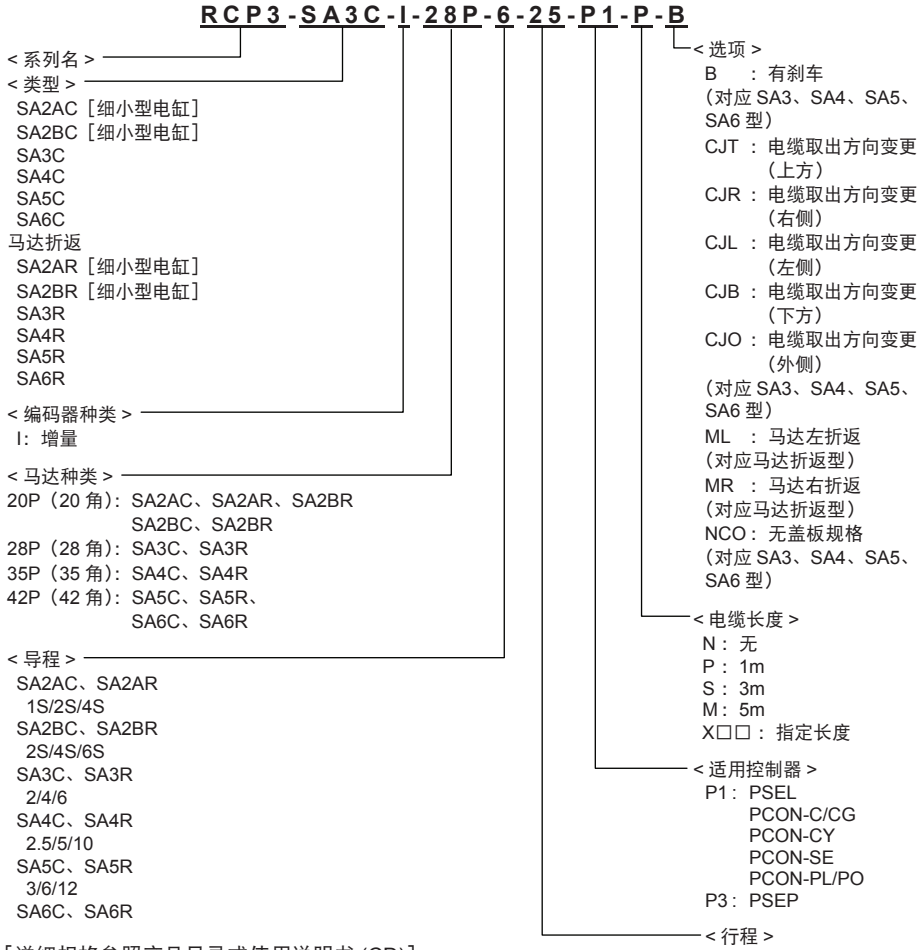 RCP3-SA3C-I-28P-6-25-P1-P-B
< 系列名 >
< 类型 >
SA2AC［细小型电缸］
SA2BC［细小型电缸］
SA3C
SA4C
SA5C
SA6C
马达折返
SA2AR［细小型电缸］
SA2BR［细小型电缸］
SA3R
SA4R
SA5R
SA6R
< 编码器种类 >
I：增量
< 马达种类 >
20P（20 角）：SA2AC、SA2AR、SA2BR
SA2BC、SA2BR
28P（28 角）：SA3C、SA3R
35P（35 角）：SA4C、SA4R
42P（42 角）：SA5C、SA5R、
SA6C、SA6R
< 导程 >
SA2AC、SA2AR
1S/2S/4S
SA2BC、SA2BR
2S/4S/6S
SA3C、SA3R
2/4/6
SA4C、SA4R
2.5/5/10
SA5C、SA5R
3/6/12
SA6C、SA6R
< 选项 >
B ：有刹车
（对应 SA3、SA4、SA5、
SA6 型）
CJT ：电缆取出方向变更
（上方）
CJR ：电缆取出方向变更
（右侧）
CJL ：电缆取出方向变更
（左侧）
CJB ：电缆取出方向变更
（下方）
CJO ：电缆取出方向变更
（外侧）
（对应 SA3、SA4、SA5、
SA6 型）
ML ：马达左折返
（对应马达折返型）
MR ：马达右折返
（对应马达折返型）
NCO：无盖板规格
（对应 SA3、SA4、SA5、
SA6 型）
< 电缆长度 >
N：无
P：1m
S：3m
M：5m
X□□：指定长度
< 适用控制器 >
P1：PSEL
PCON-C/CG
PCON-CY
PCON-SE
PCON-PL/PO
P3：PSEP
< 行程 >